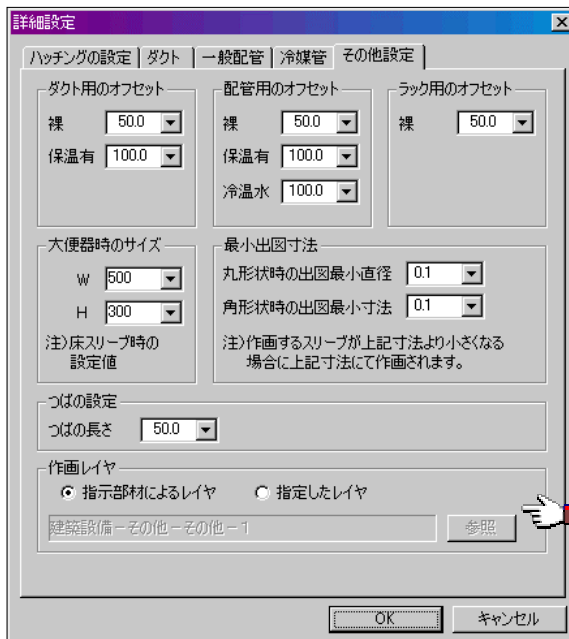 詳細設定
ハッチングの設定 ダクト 一般配管 冷媒管 その他設定
ダクト用のオフセット
裸 50.0
保温有 100.0
配管用のオフセット
裸 50.0
保温有 100.0
冷温水 100.0
ラック用のオフセット
裸 50.0
大便器時のサイズ
W 500
H 300
注)床スリーブ時の
設定値
最小出図寸法
丸形状時の出図最小直径 0.1
角形状時の出図最小寸法 0.1
注)作画するスリーブが上記寸法より小さくなる
場合に上記寸法にて作画されます。
つばの設定
つばの長さ 50.0
作画レイヤ
指示部材によるレイヤ 指定したレイヤ
建築設備-その他-その他-1 参照
OK キャンセル